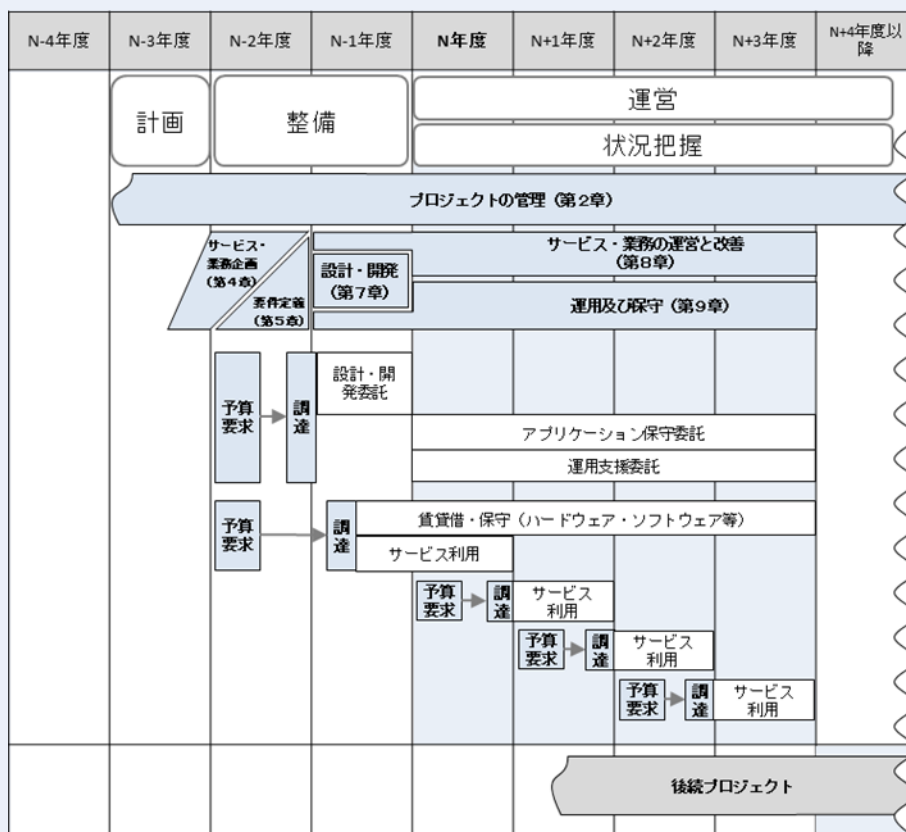 N-4年度
N-3年度
N-2年度
N-1年度
N年度
N+1年度
N+2年度
N+3年度
N+4年度以
降
計画
整備
運営
状況把握
プロジェクトの管理（第2章）
サービス・
業務企画
（第4章）
要件定義
（第5章）
設計・開発
（第7章）
サービス・業務の運営と改善
（第8章）
運用及び保守（第9章）
予算
要求
調
達
設計・開
発委託
アプリケーション保守委託
運用支援委託
予算
要求
調
達
賃貸借・保守（ハードウェア・ソフトウェア等）
サービス利用
予算
要求
調
達
サービス
利用
予算
要求
調
達
サービス
利用
予算
要求
調
達
サービス
利用
後続プロジェクト